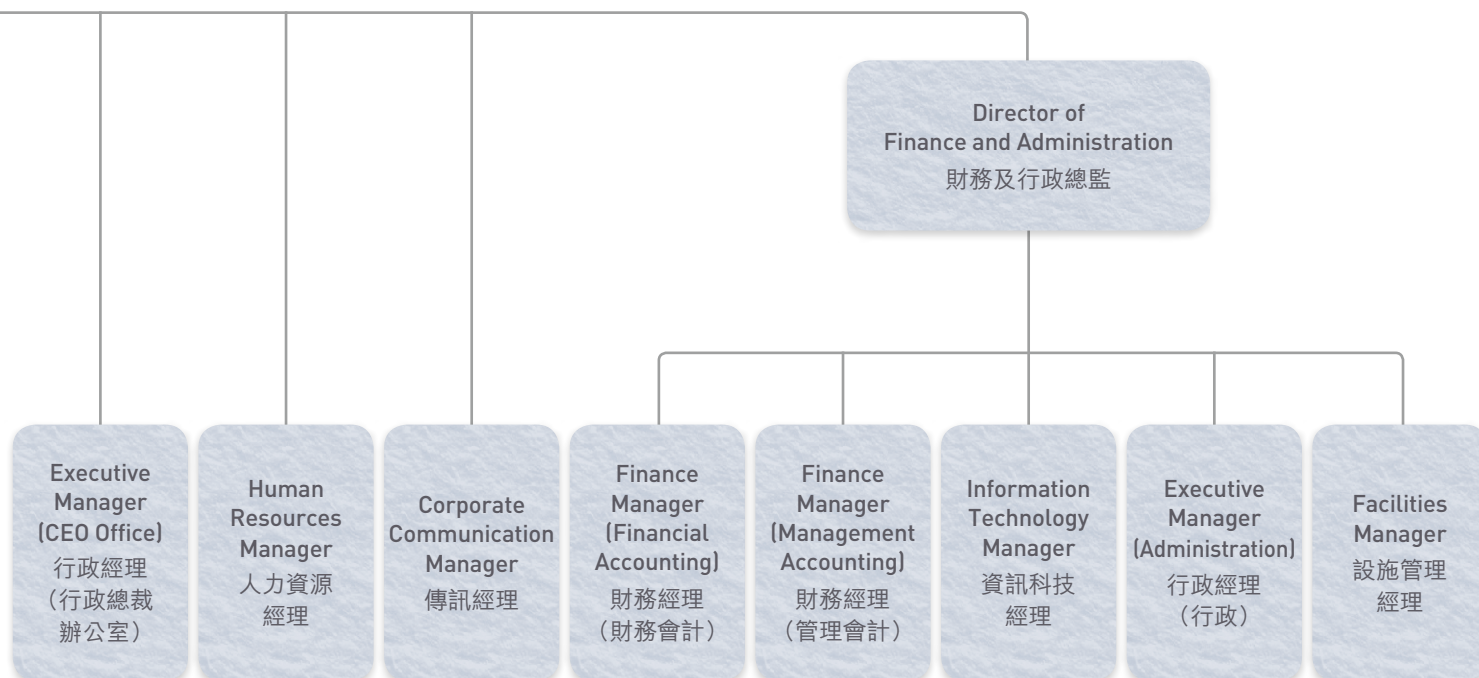 Director of
Finance and Administration
財務及行政總監
Executive
Manager
(CEO Office)
行政經理
（行政總裁
辦公室）
Human
Resources
Manager
人力資源
經理
Corporate
Communication
Manager
傳訊經理
Finance
Manager
(Financial
Accounting)
財務經理
（財務會計）
Finance
Manager
(Management
Accounting)
財務經理
（管理會計）
Information
Technology
Manager
資訊科技
經理
Executive
Manager
(Administration)
行政經理
（行政）
Facilities
Manager
設施管理
經理